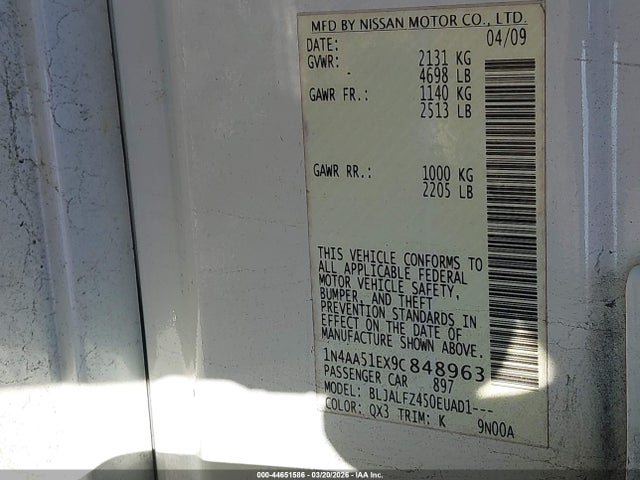 MFD BY NISSAN MOTOR CO., LTD.
DATE: 04/09
GVWR: 2131 KG
4698 LB
GAWR FR.: 1140 KG
2513 LB
GAWR RR.: 1000 KG
2205 LB
THIS VEHICLE CONFORMS TO
ALL APPLICABLE FEDERAL
MOTOR VEHICLE SAFETY,
BUMPER, AND THEFT
PREVENTION STANDARDS IN
EFFECT ON THE DATE OF
MANUFACTURE SHOWN ABOVE.
1N4AA51EX9C848963
PASSENGER CAR 897
MODEL: BLJALFZ450EUAD1---
COLOR: QX3 TRIM: K 9N00A
000-44651586 - 03/20/2026 - IAA Inc.